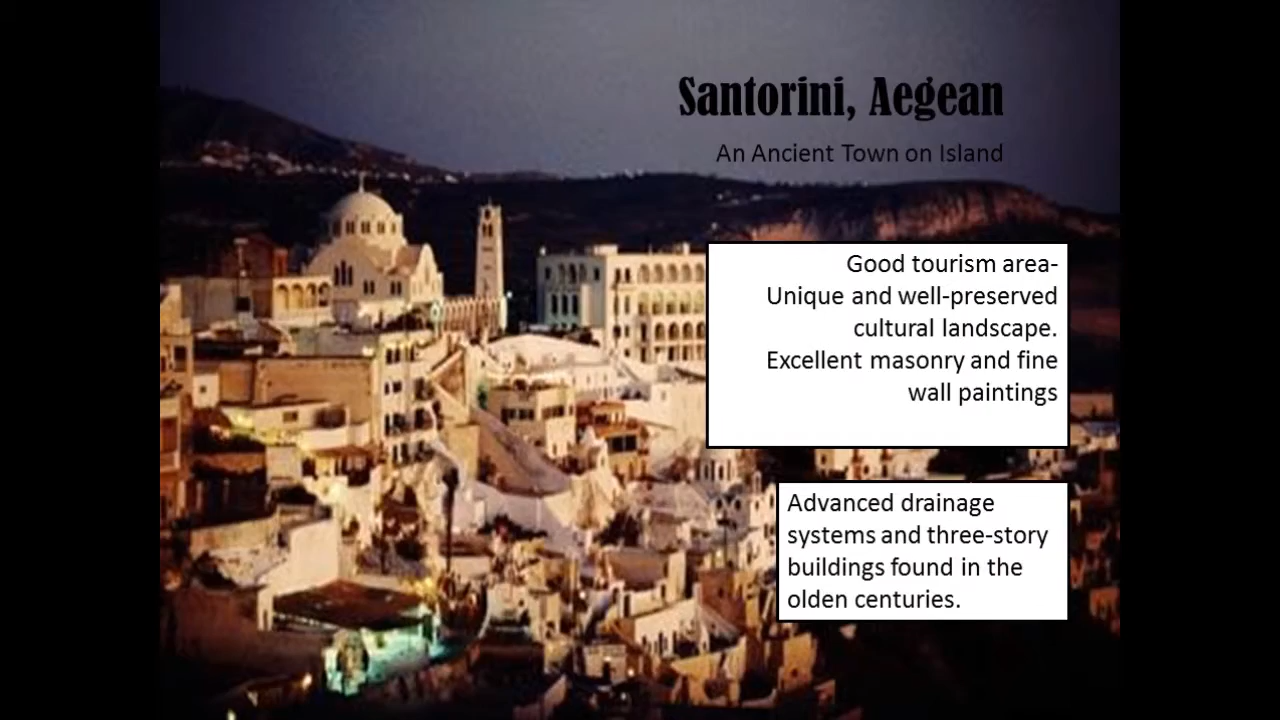 Santorini, Aegean
An Ancient Town on Island
Good tourism area-
Unique and well-preserved
cultural landscape.
Excellent masonry and fine
wall paintings
Advanced drainage
systems and three-story
buildings found in the
olden centuries.